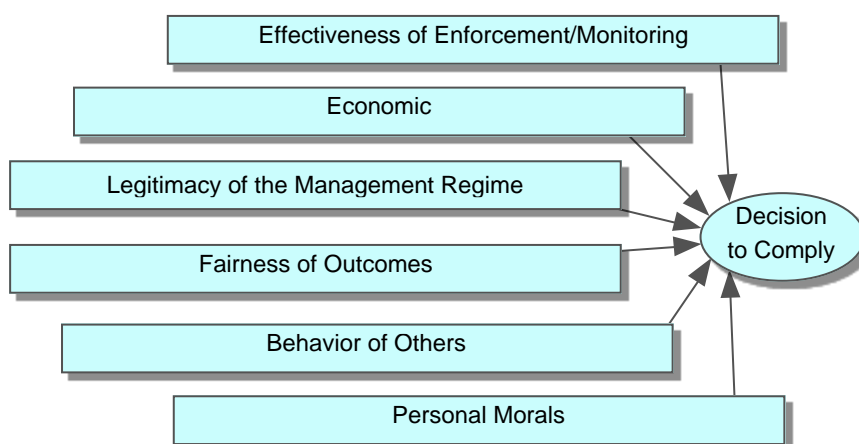 Effectiveness of Enforcement/Monitoring
Economic
Legitimacy of the Management Regime
Fairness of Outcomes
Behavior of Others
Personal Morals
Decision
to Comply